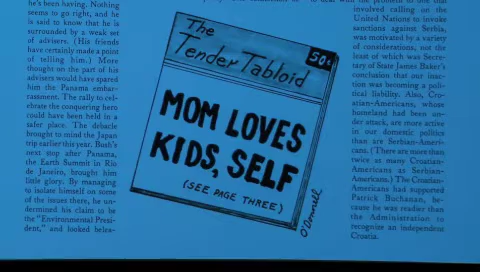 he's been having. Nothing
seems to go right, and he
is said to know that he is
surrounded by a weak set
of advisers. (His friends
have certainly made a point
of telling him.) More
thought on the part of his
advisers would have spared
him the Panama embar-
rassment. The rally to cel-
ebrate the conquering hero
could have been held in a
safer place. The debacle
brought to mind the Japan
trip earlier this year. Bush's
next stop after Panama,
the Earth Summit in Rio
de Janeiro, brought him
little glory. By managing
to isolate himself on some
of the issues there, he un-
dermined his claim to be
the "Environmental Presi-
dent," and looked belea-
The
Tender Tabloid
50¢
MOM LOVES
KIDS, SELF
(SEE PAGE THREE)
O'Donnell
involved calling on the
United Nations to invoke
sanctions against Serbia,
was motivated by a variety
of considerations, not the
least of which was Secre-
tary of State James Baker's
conclusion that our inac-
tion was becoming a polit-
ical liability. Also, Cro-
atian-Americans, whose
homeland had been un-
der attack, are more active
in our domestic politics
than are Serbian-Ameri-
cans. (There are more than
twice as many Croatian-
Americans as Serbian-
Americans.) The Croatian-
Americans had supported
Patrick Buchanan, be-
cause he was readier than
the Administration to
recognize an independent
Croatia.